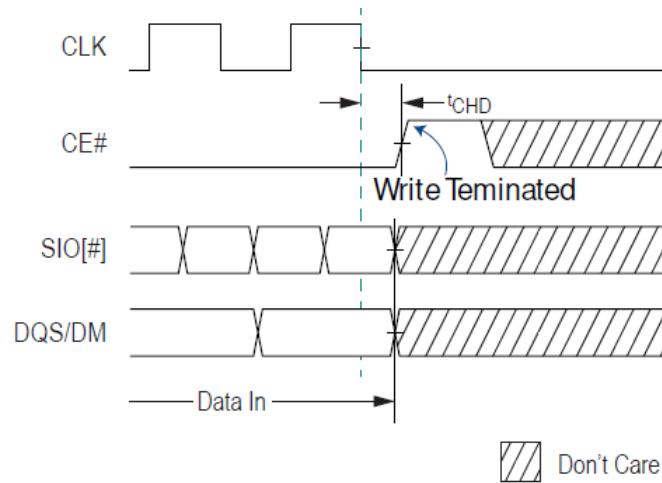 CLK
tCHD
CE#
Write Teminated
SIO[#]
DQS/DM
Data In
Don't Care